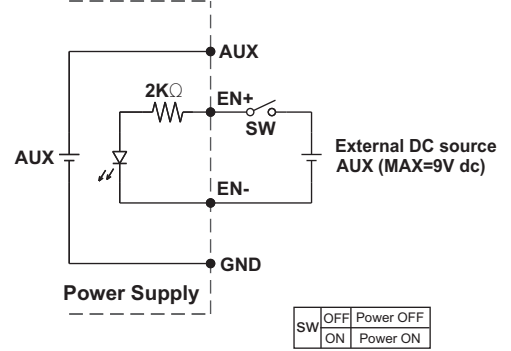 AUX
2KΩ
EN+
SW
External DC source
AUX (MAX=9V dc)
AUX
EN-
GND
Power Supply
SW
OFF Power OFF
ON Power ON